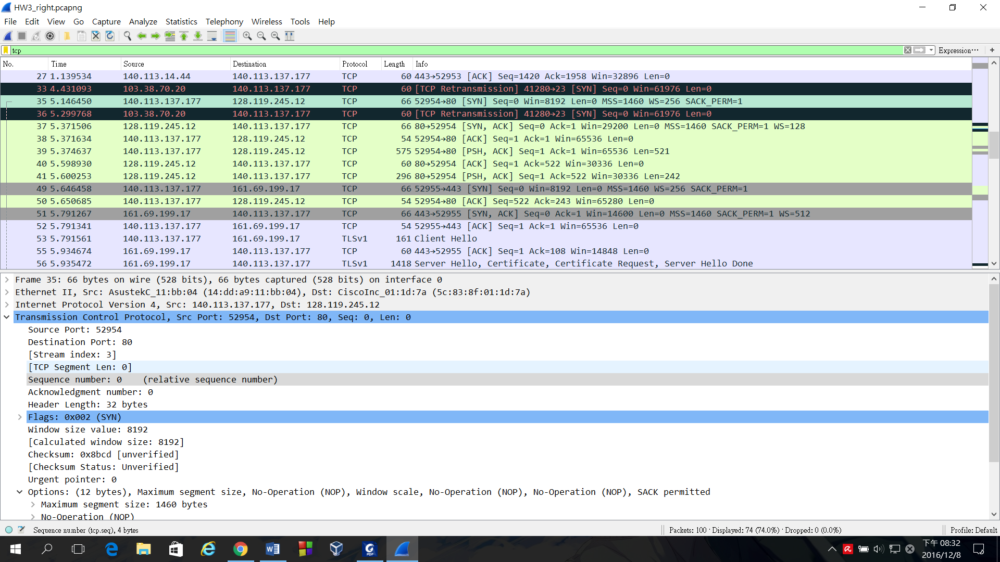 HW3_right.pcapng
File Edit View Go Capture Analyze Statistics Telephony Wireless Tools Help
tcp Expression⋯ +
No. Time Source Destination Protocol Length Info
27 1.139534 140.113.14.44 140.113.137.177 TCP 60 443→52953 [ACK] Seq=1420 Ack=1958 Win=32896 Len=0
33 4.431093 103.38.70.20 140.113.137.177 TCP 60 [TCP Retransmission] 41280→23 [SYN] Seq=0 Win=61976 Len=0
35 5.146450 140.113.137.177 128.119.245.12 TCP 66 52954→80 [SYN] Seq=0 Win=8192 Len=0 MSS=1460 WS=256 SACK_PERM=1
36 5.299768 103.38.70.20 140.113.137.177 TCP 60 [TCP Retransmission] 41280→23 [SYN] Seq=0 Win=61976 Len=0
37 5.371506 128.119.245.12 140.113.137.177 TCP 66 80→52954 [SYN, ACK] Seq=0 Ack=1 Win=29200 Len=0 MSS=1460 SACK_PERM=1 WS=128
38 5.371634 140.113.137.177 128.119.245.12 TCP 54 52954→80 [ACK] Seq=1 Ack=1 Win=65536 Len=0
39 5.374637 140.113.137.177 128.119.245.12 TCP 575 52954→80 [PSH, ACK] Seq=1 Ack=1 Win=65536 Len=521
40 5.598930 128.119.245.12 140.113.137.177 TCP 60 80→52954 [ACK] Seq=1 Ack=522 Win=30336 Len=0
41 5.600253 128.119.245.12 140.113.137.177 TCP 296 80→52954 [PSH, ACK] Seq=1 Ack=522 Win=30336 Len=242
49 5.646458 140.113.137.177 161.69.199.17 TCP 66 52955→443 [SYN] Seq=0 Win=8192 Len=0 MSS=1460 WS=256 SACK_PERM=1
50 5.650685 140.113.137.177 128.119.245.12 TCP 54 52954→80 [ACK] Seq=522 Ack=243 Win=65280 Len=0
51 5.791267 161.69.199.17 140.113.137.177 TCP 66 443→52955 [SYN, ACK] Seq=0 Ack=1 Win=14600 Len=0 MSS=1460 SACK_PERM=1 WS=512
52 5.791341 140.113.137.177 161.69.199.17 TCP 54 52955→443 [ACK] Seq=1 Ack=1 Win=65536 Len=0
53 5.791561 140.113.137.177 161.69.199.17 TLSv1 161 Client Hello
55 5.934674 161.69.199.17 140.113.137.177 TCP 60 443→52955 [ACK] Seq=1 Ack=108 Win=14848 Len=0
56 5.935472 161.69.199.17 140.113.137.177 TLSv1 1418 Server Hello, Certificate, Certificate Request, Server Hello Done
Frame 35: 66 bytes on wire (528 bits), 66 bytes captured (528 bits) on interface 0
Ethernet II, Src: AsustekC_11:bb:04 (14:dd:a9:11:bb:04), Dst: CiscoInc_01:1d:7a (5c:83:8f:01:1d:7a)
Internet Protocol Version 4, Src: 140.113.137.177, Dst: 128.119.245.12
Transmission Control Protocol, Src Port: 52954, Dst Port: 80, Seq: 0, Len: 0
Source Port: 52954
Destination Port: 80
[Stream index: 3]
[TCP Segment Len: 0]
Sequence number: 0 (relative sequence number)
Acknowledgment number: 0
Header Length: 32 bytes
Flags: 0x002 (SYN)
Window size value: 8192
[Calculated window size: 8192]
Checksum: 0x8bcd [unverified]
[Checksum Status: Unverified]
Urgent pointer: 0
Options: (12 bytes), Maximum segment size, No-Operation (NOP), Window scale, No-Operation (NOP), No-Operation (NOP), SACK permitted
Maximum segment size: 1460 bytes
No-Operation (NOP)
Sequence number (tcp.seq), 4 bytes Packets: 100 · Displayed: 74 (74.0%) · Dropped: 0 (0.0%) Profile: Default
下午 08:32
2016/12/8